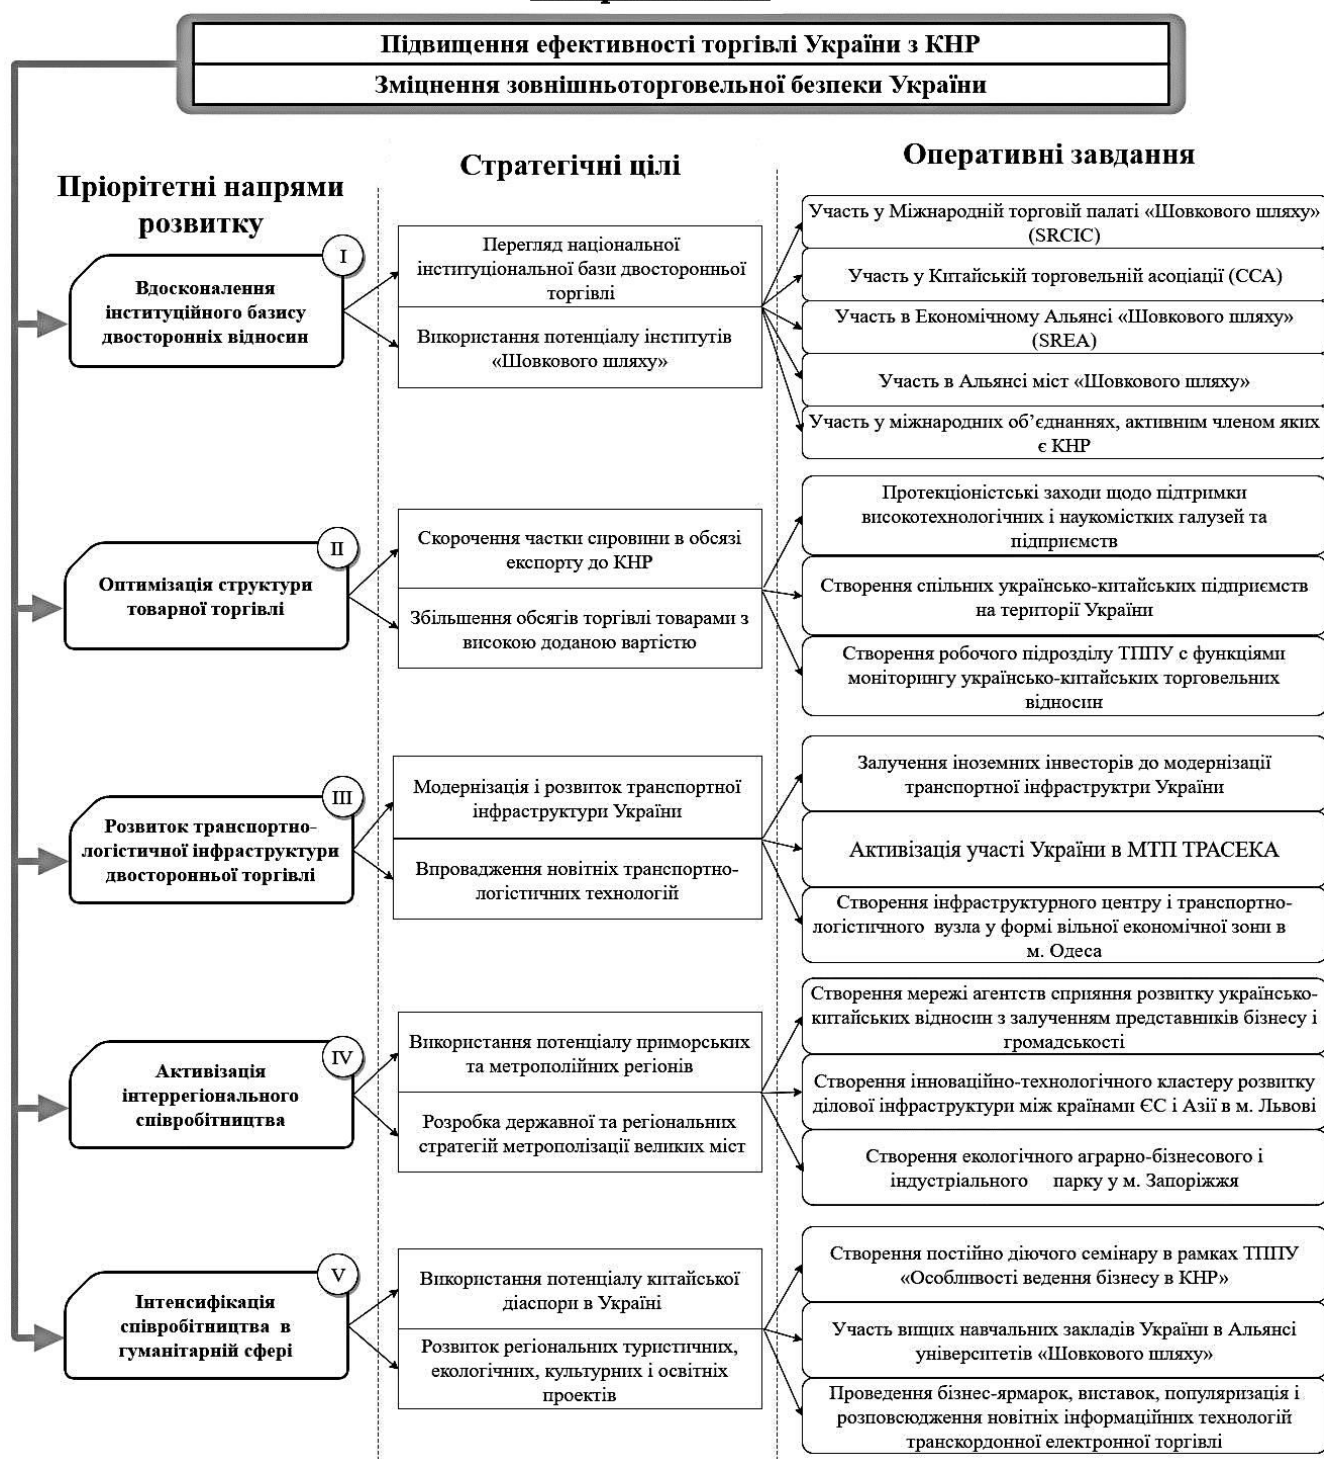 Підвищення ефективності торгівлі України з КНР
Зміцнення зовнішньоторговельної безпеки України
Пріорітетні напрями
розвитку
Стратегічні цілі
Оперативні завдання
I
Вдосконалення
інституційного базису
двосторонніх відносин
Перегляд національної
інституціональної бази двосторонньої
торгівлі
Використання потенціалу інститутів
«Шовкового шляху»
Участь у Міжнародній торговій палаті «Шовкового шляху»
(SRCIC)
Участь у Китайській торговельній асоціації (CCA)
Участь в Економічному Альянсі «Шовкового шляху»
(SREA)
Участь в Альянсі міст «Шовкового шляху»
Участь у міжнародних об’єднаннях, активним членом яких
є КНР
II
Оптимізація структури
товарної торгівлі
Скорочення частки сировини в обсязі
експорту до КНР
Збільшення обсягів торгівлі товарами з
високою доданою вартістю
Протекціоністські заходи щодо підтримки
високотехнологічних і наукомістких галузей та
підприємств
Створення спільних українсько-китайських підприємств
на території України
Створення робочого підрозділу ТППУ с функціями
моніторингу українсько-китайських торговельних
відносин
III
Розвиток транспортно-
логістичної інфраструктури
двосторонньої торгівлі
Модернізація і розвиток транспортної
інфраструктури України
Впровадження новітніх транспортно-
логістичних технологій
Залучення іноземних інвесторів до модернізації
транспортної інфраструктри України
Активізація участі України в МТП ТРАСЕКА
Створення інфраструктурного центру і транспортно-
логістичного вузла у формі вільної економічної зони в
м. Одеса
IV
Активізація
інтеррегіонального
співробітництва
Використання потенціалу приморських
та метрополійних регіонів
Розробка державної та регіональних
стратегій метрополізації великих міст
Створення мережі агентств сприяння розвитку українсько-
китайських відносин з залученням представників бізнесу і
громадськості
Створення інноваційно-технологічного кластеру розвитку
ділової інфраструктури між країнами ЄС і Азії в м. Львові
Створення екологічного аграрно-бізнесового і
індустріального парку у м. Запоріжжя
V
Інтенсифікація
співробітництва в
гуманітарній сфері
Використання потенціалу китайської
діаспори в Україні
Розвиток регіональних туристичних,
екологічних, культурних і освітніх
проектів
Створення постійно діючого семінару в рамках ТППУ
«Особливості ведення бізнесу в КНР»
Участь вищих навчальних закладів України в Альянсі
університетів «Шовкового шляху»
Проведення бізнес-ярмарок, виставок, популяризація і
розповсюдження новітніх інформаційних технологій
транскордонної електронної торгівлі